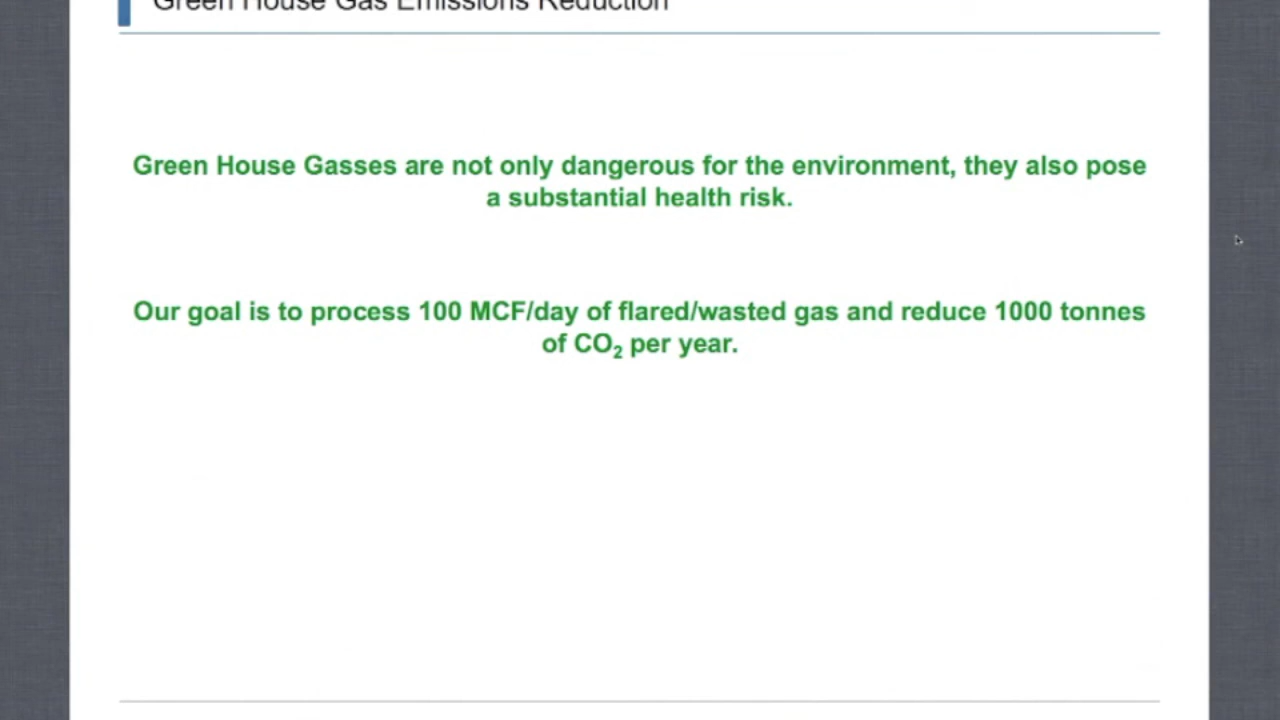 Green House Gas Emissions Reduction
Green House Gasses are not only dangerous for the environment, they also pose
a substantial health risk.
Our goal is to process 100 MCF/day of flared/wasted gas and reduce 1000 tonnes
of CO₂ per year.